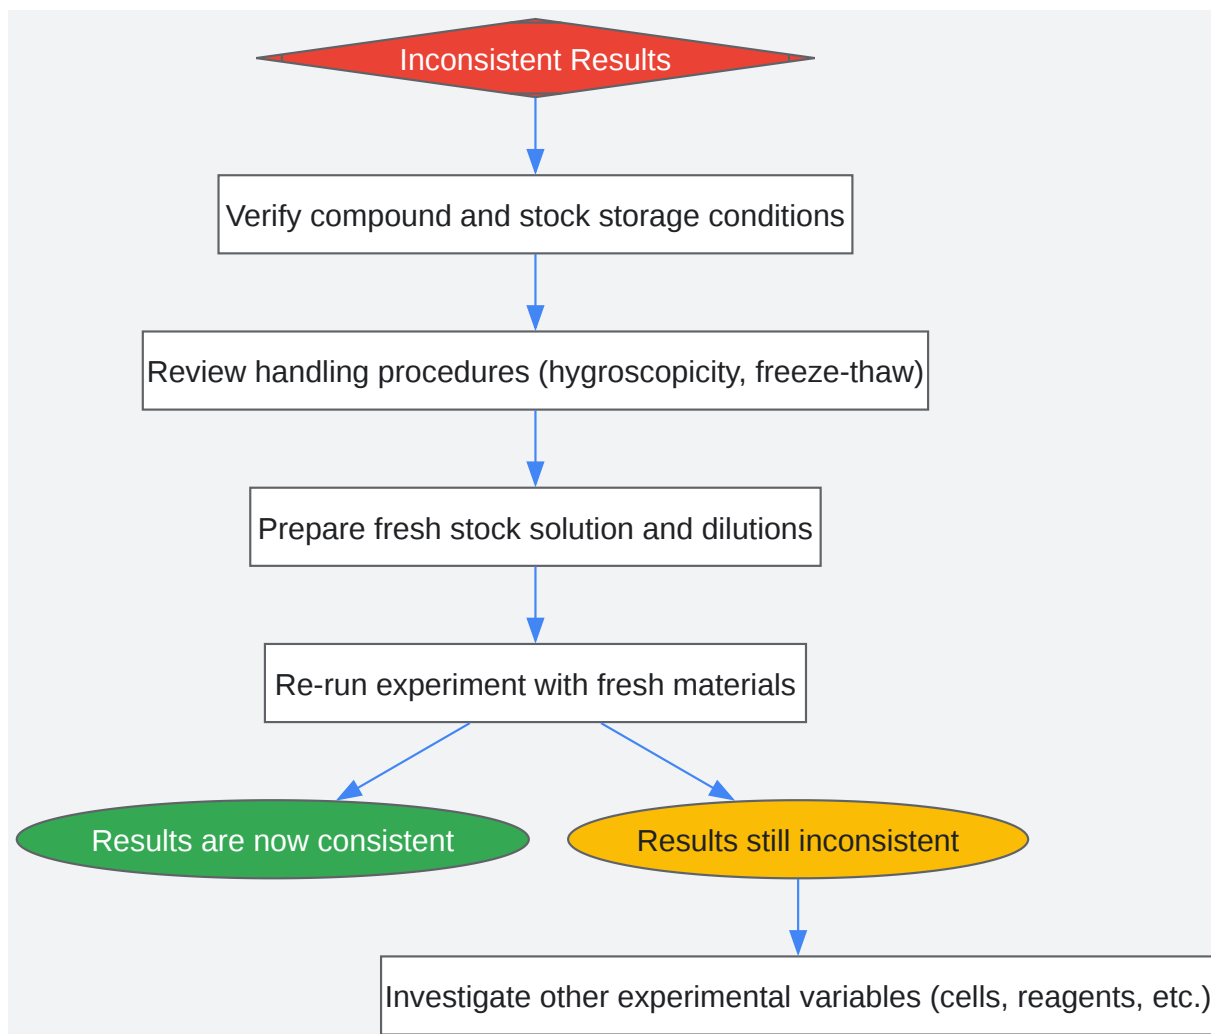 Inconsistent Results
Verify compound and stock storage conditions
Review handling procedures (hygroscopicity, freeze-thaw)
Prepare fresh stock solution and dilutions
Re-run experiment with fresh materials
Results are now consistent
Results still inconsistent
Investigate other experimental variables (cells, reagents, etc.)